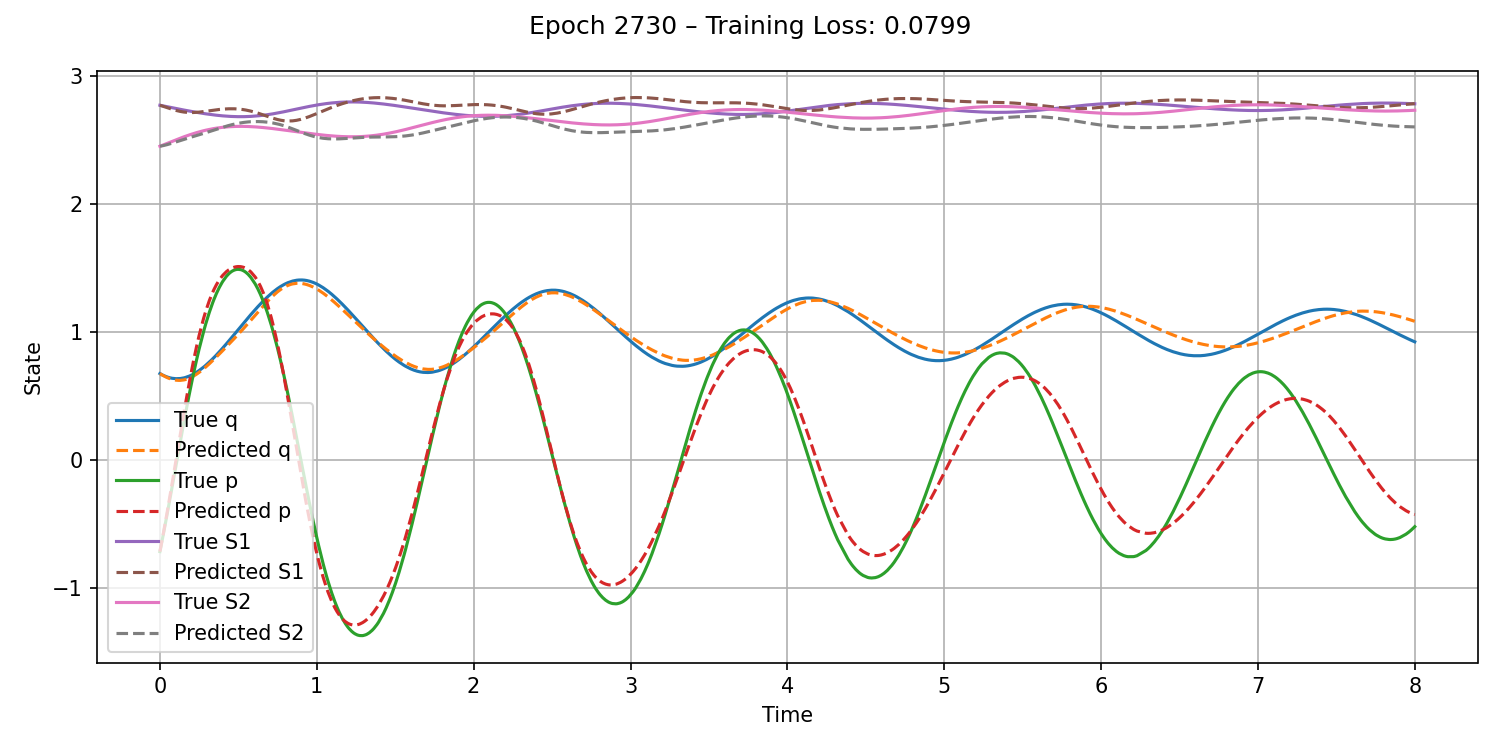 Epoch 2730 – Training Loss: 0.0799
3
2
1
0
−1
State
True q
Predicted q
True p
Predicted p
True S1
Predicted S1
True S2
Predicted S2
0 1 2 3 4 5 6 7 8
Time